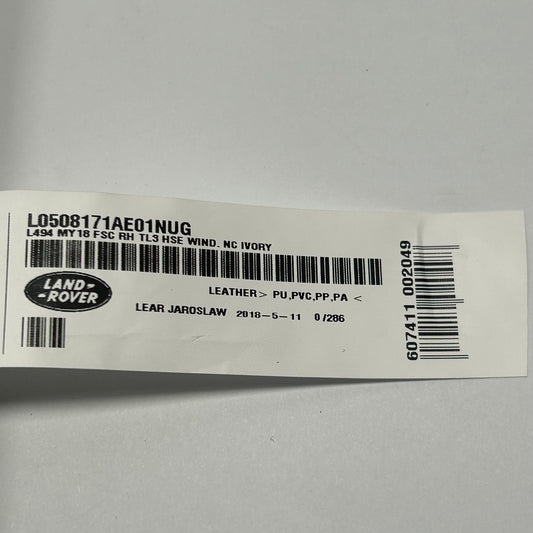 L0508171AE01NUG
L494 MY18 FSC RH TL3 HSE WIND. NC IVORY
LAND-
-ROVER
LEATHER> PU,PVC,PP,PA <
LEAR JAROSLAW 2018-5-11 0/286
607411 002049